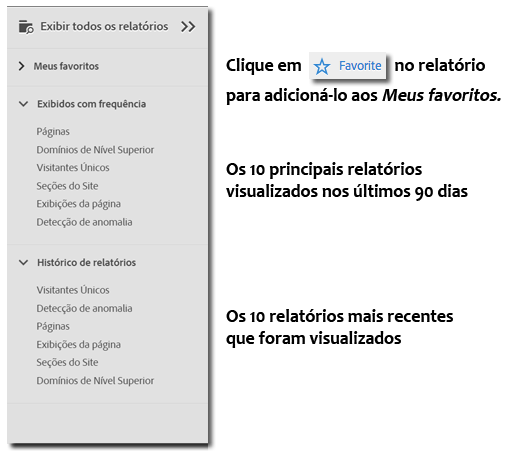 Exibir todos os relatórios
Meus favoritos
Exibidos com frequência
Páginas
Domínios de Nível Superior
Visitantes Únicos
Seções do Site
Exibições da página
Detecção de anomalia
Histórico de relatórios
Visitantes Únicos
Detecção de anomalia
Páginas
Exibições da página
Seções do Site
Domínios de Nível Superior
Clique em Favorite no relatório
para adicioná-lo aos Meus favoritos.
Os 10 principais relatórios
visualizados nos últimos 90 dias
Os 10 relatórios mais recentes
que foram visualizados